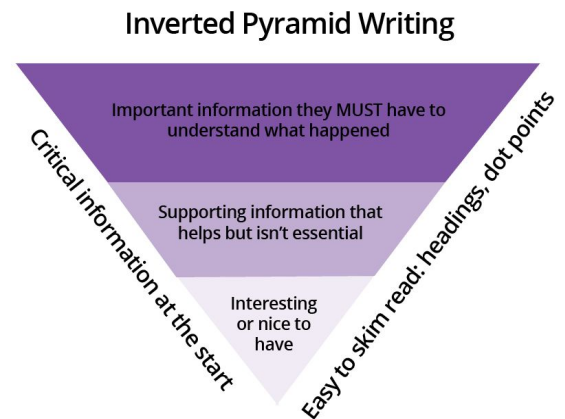 Inverted Pyramid Writing
Important information they MUST have to
understand what happened
Supporting information that
helps but isn't essential
Interesting
or nice to
have
Critical information at the start
Easy to skim read: headings, dot points